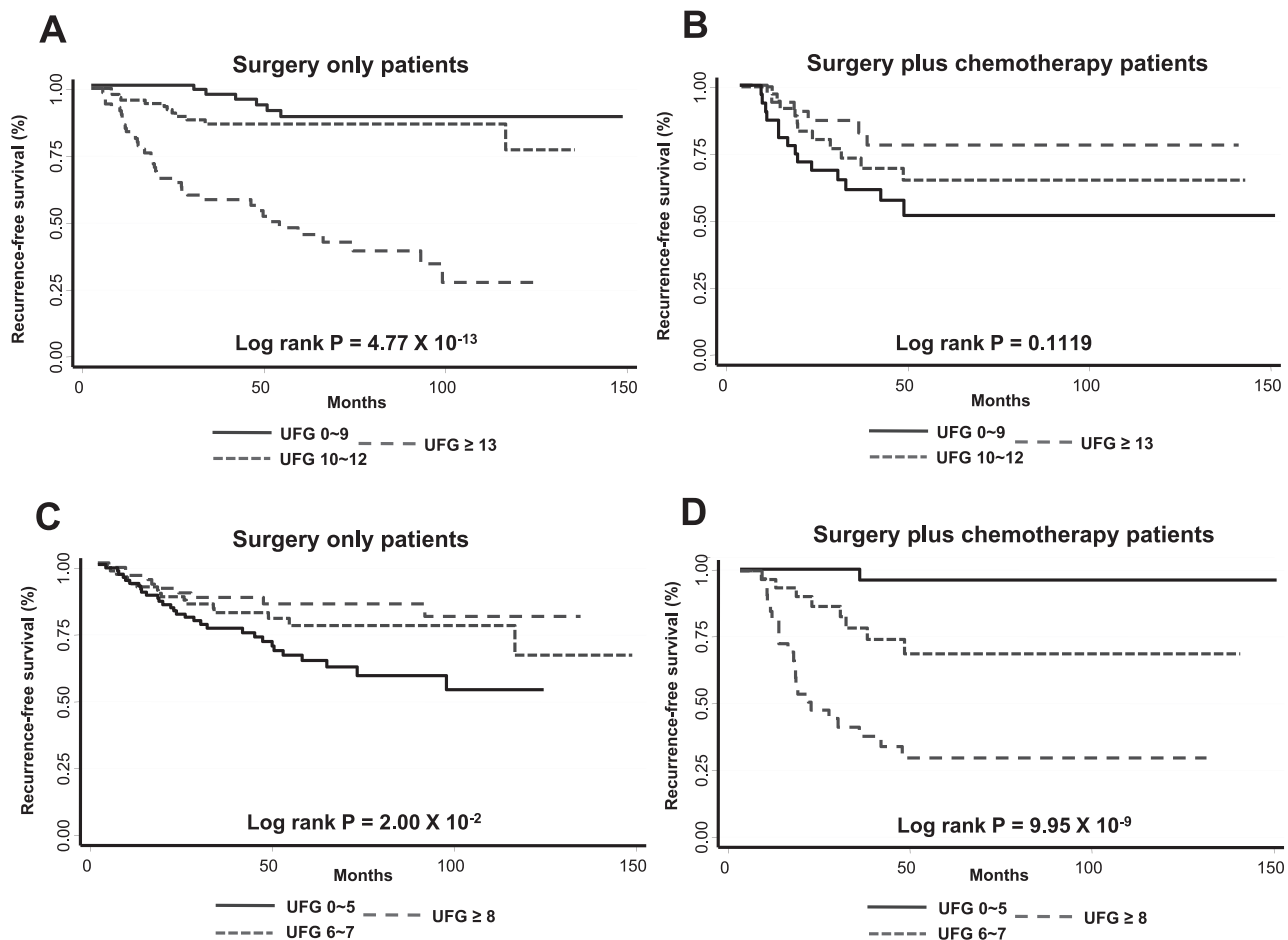 A
Surgery only patients
Recurrence-free survival (%)
1.00
0.75
0.50
0.25
0.00
0 50 100 150
Months
Log rank P = 4.77 X 10-13
UFG 0~9 UFG ≥ 13
UFG 10~12
B
Surgery plus chemotherapy patients
Recurrence-free survival (%)
1.00
0.75
0.50
0.25
0.00
0 50 100 150
Months
Log rank P = 0.1119
UFG 0~9 UFG ≥ 13
UFG 10~12
C
Surgery only patients
Recurrence-free survival (%)
1.00
0.75
0.50
0.25
0.00
0 50 100 150
Months
Log rank P = 2.00 X 10-2
UFG 0~5 UFG ≥ 8
UFG 6~7
D
Surgery plus chemotherapy patients
Recurrence-free survival (%)
1.00
0.75
0.50
0.25
0.00
0 50 100 150
Months
Log rank P = 9.95 X 10-9
UFG 0~5 UFG ≥ 8
UFG 6~7